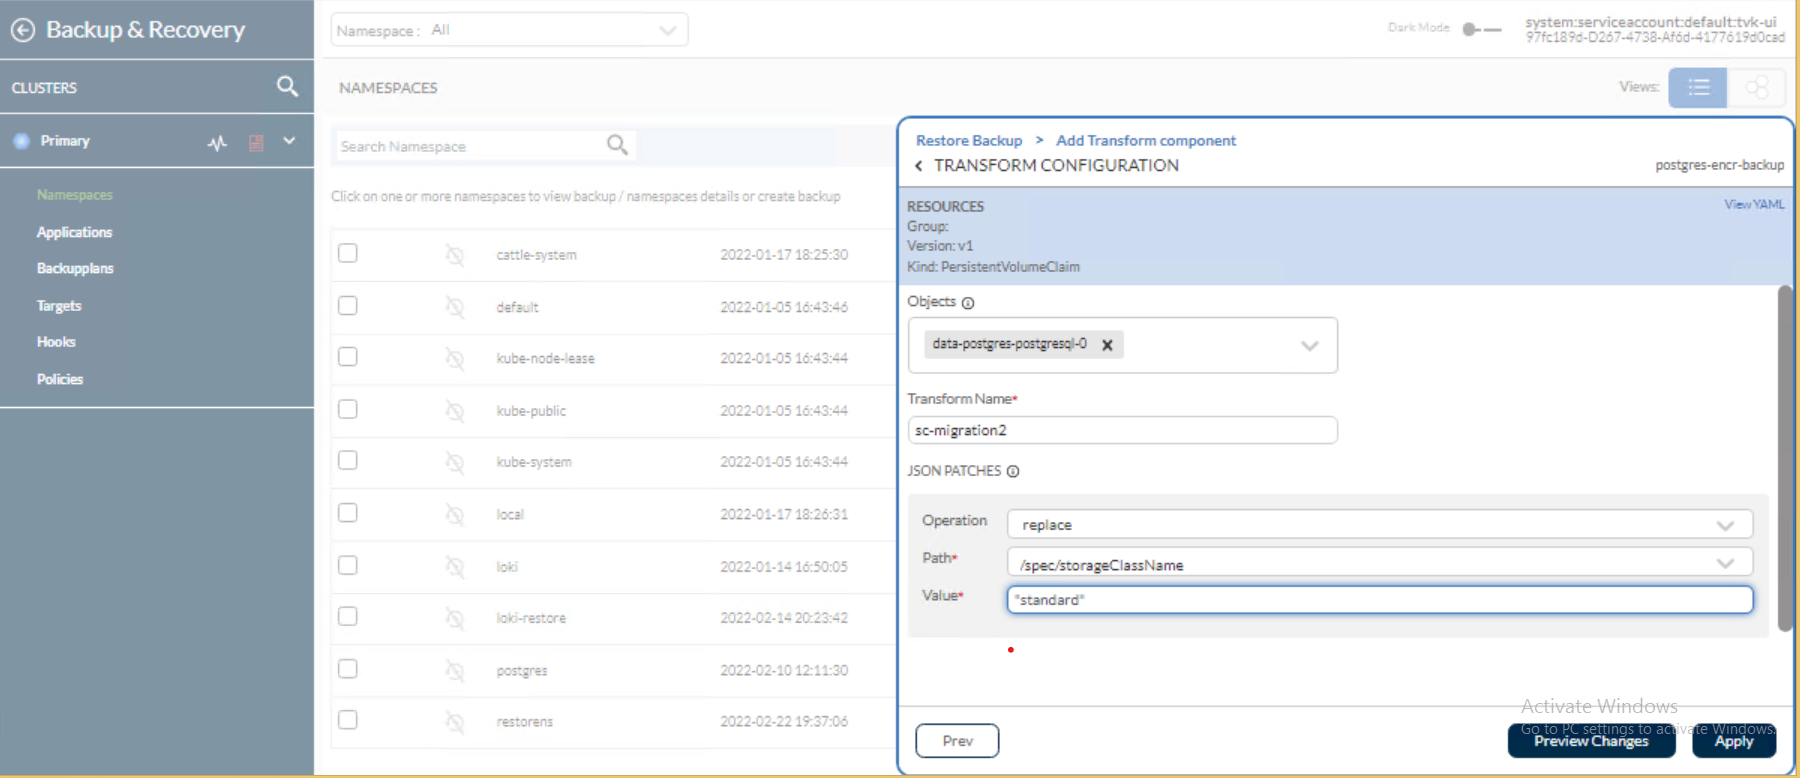 Backup & Recovery
CLUSTERS
Primary
Namespaces
Applications
Backupplans
Targets
Hooks
Policies
Namespace : All
Dark Mode
system:serviceaccount:default:tvk-ui
97fc189d-D267-4738-Af6d-4177619d0cad
NAMESPACES
Views:
Search Namespace
Click on one or more namespaces to view backup / namespaces details or create backup
cattle-system 2022-01-17 18:25:30
default 2022-01-05 16:43:46
kube-node-lease 2022-01-05 16:43:44
kube-public 2022-01-05 16:43:44
kube-system 2022-01-05 16:43:44
local 2022-01-17 18:26:31
loki 2022-01-14 16:50:05
loki-restore 2022-02-14 20:23:42
postgres 2022-02-10 12:11:30
restorens 2022-02-22 19:37:06
Restore Backup > Add Transform component
< TRANSFORM CONFIGURATION
postgres-encr-backup
RESOURCES
View YAML
Group:
Version: v1
Kind: PersistentVolumeClaim
Objects
data-postgres-postgresql-0 x
Transform Name*
sc-migration2
JSON PATCHES
Operation replace
Path* /spec/storageClassName
Value* "standard"
Activate Windows
Go to PC settings to activate Windows.
Prev
Preview Changes
Apply